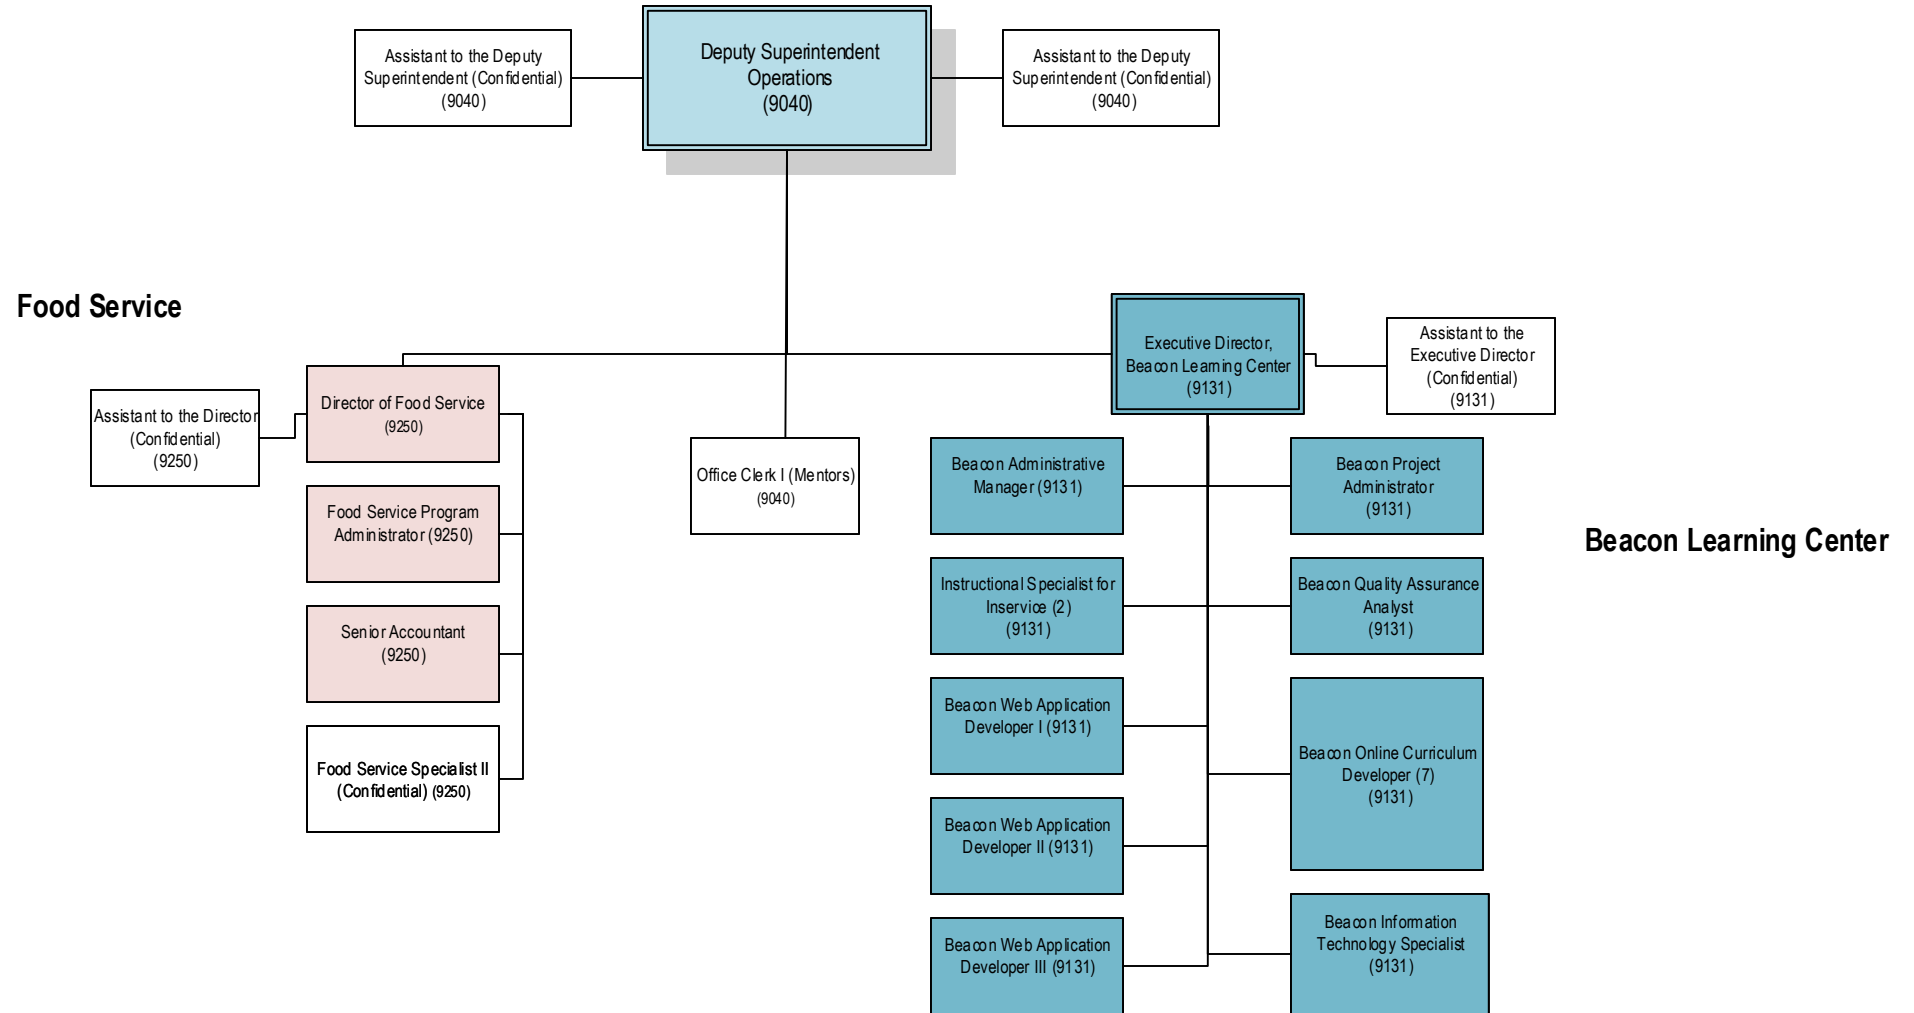 Assistant to the Deputy
Superintendent (Confidential)
(9040)
Deputy Superintendent
Operations
(9040)
Assistant to the Deputy
Superintendent (Confidential)
(9040)
Food Service
Executive Director,
Beacon Learning Center
(9131)
Assistant to the
Executive Director
(Confidential)
(9131)
Assistant to the Director
(Confidential)
(9250)
Director of Food Service
(9250)
Food Service Program
Administrator (9250)
Senior Accountant
(9250)
Food Service Specialist II
(Confidential) (9250)
Office Clerk I (Mentors)
(9040)
Beacon Administrative
Manager (9131)
Beacon Project
Administrator
(9131)
Beacon Learning Center
Instructional Specialist for
Inservice (2)
(9131)
Beacon Quality Assurance
Analyst
(9131)
Beacon Web Application
Developer I (9131)
Beacon Online Curriculum
Developer (7)
(9131)
Beacon Web Application
Developer II (9131)
Beacon Web Application
Developer III (9131)
Beacon Information
Technology Specialist
(9131)